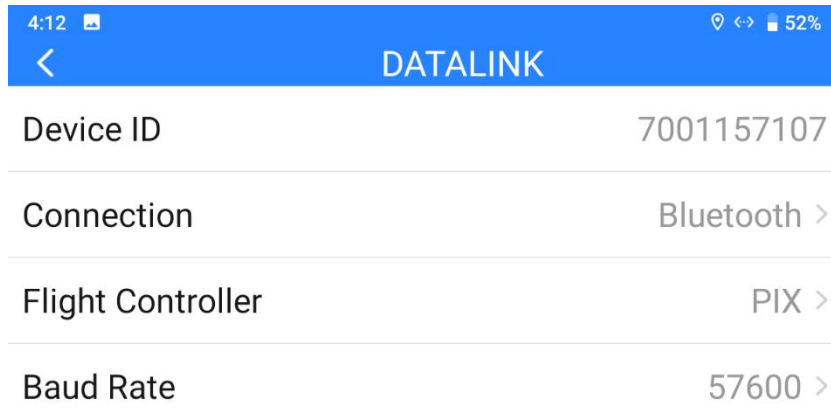 4:12 52%
DATALINK
Device ID 7001157107
Connection Bluetooth
Flight Controller PIX
Baud Rate 57600